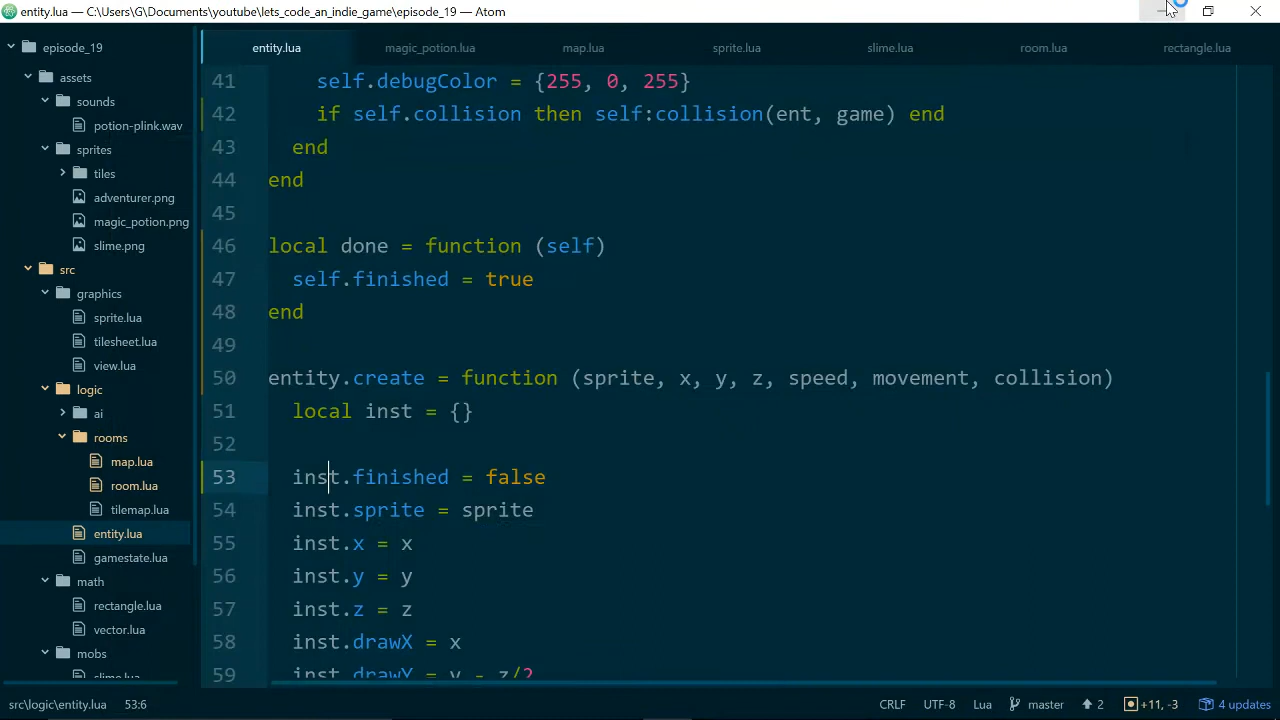 entity.lua — C:\Users\G\Documents\youtube\lets_code_an_indie_game\episode_19 — Atom
episode_19
assets
sounds
potion-plink.wav
sprites
tiles
adventurer.png
magic_potion.png
slime.png
src
graphics
sprite.lua
tilesheet.lua
view.lua
logic
ai
rooms
map.lua
room.lua
tilemap.lua
entity.lua
gamestate.lua
math
rectangle.lua
vector.lua
mobs
slime.lua
entity.lua magic_potion.lua map.lua sprite.lua slime.lua room.lua rectangle.lua
41 self.debugColor = {255, 0, 255}
42 if self.collision then self:collision(ent, game) end
43 end
44 end
45
46 local done = function (self)
47 self.finished = true
48 end
49
50 entity.create = function (sprite, x, y, z, speed, movement, collision)
51 local inst = {}
52
53 inst.finished = false
54 inst.sprite = sprite
55 inst.x = x
56 inst.y = y
57 inst.z = z
58 inst.drawX = x
59 inst.drawY = y - z/2
src\logic\entity.lua 53:6 CRLF UTF-8 Lua master 2 +11, -3 4 updates